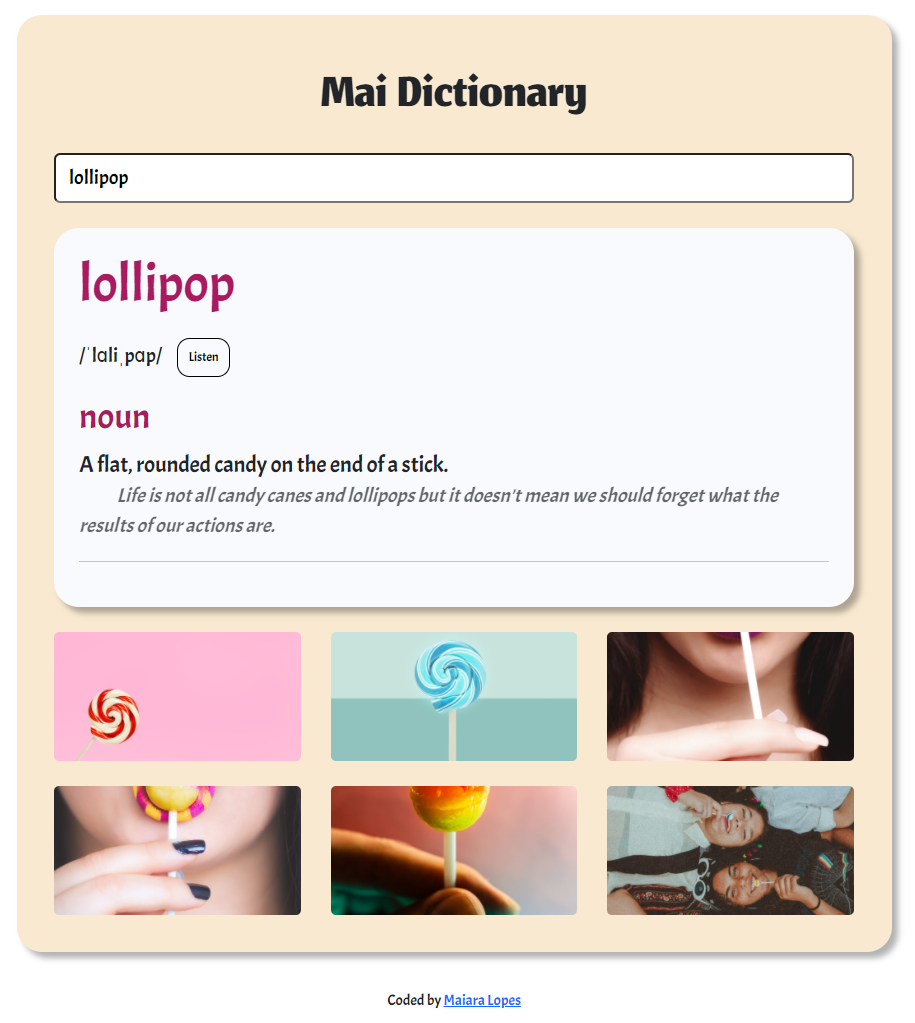 Mai Dictionary
lollipop
lollipop
/ˈlɑliˌpɑp/ Listen
noun
A flat, rounded candy on the end of a stick.
Life is not all candy canes and lollipops but it doesn't mean we should forget what the
results of our actions are.
Coded by Maiara Lopes